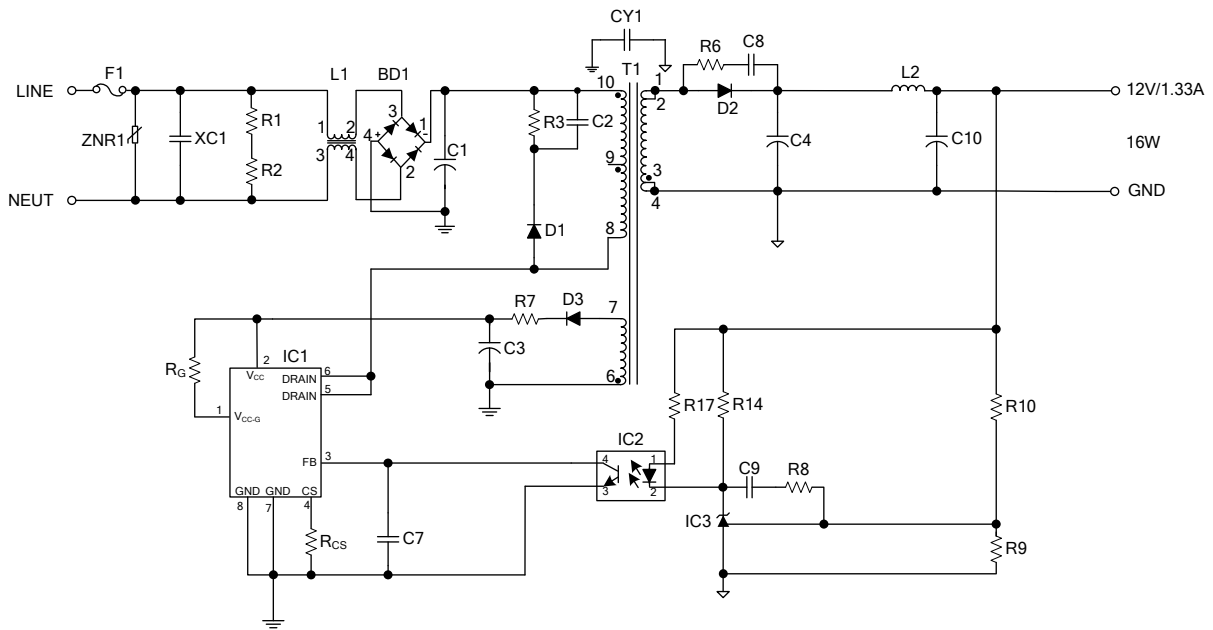 CY1
R6
C8
F1
L1
BD1
T1
L2
LINE
10
1
2
12V/1.33A
3
1
2
D2
ZNR1
XC1
R1
4
+
1
-
R3
C2
C1
C4
C10
16W
R2
3
4
2
9
3
NEUT
4
GND
8
D1
R7
D3
7
2
IC1
C3
RG
VCC
DRAIN
6
DRAIN
5
6
1
VCC-G
R17
R14
R10
IC2
FB
3
4
1
C9
R8
3
2
GND
GND
CS
8
7
4
IC3
RCS
C7
R9